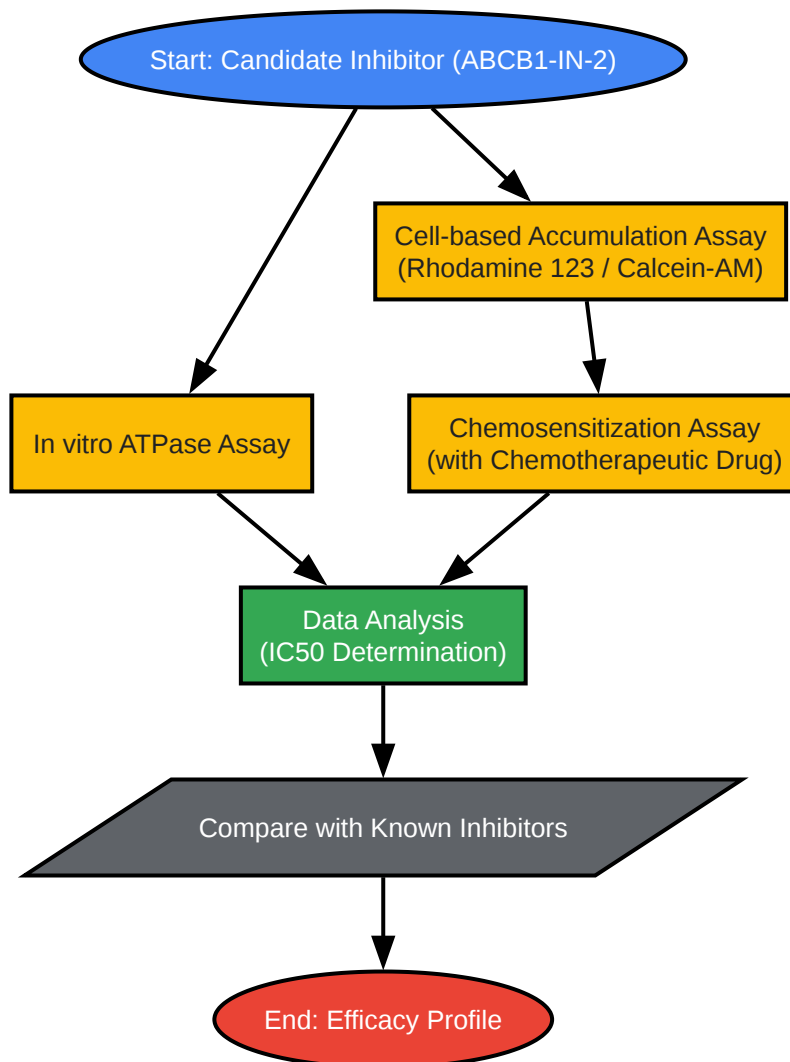 Start: Candidate Inhibitor (ABCB1-IN-2)
Cell-based Accumulation Assay
(Rhodamine 123 / Calcein-AM)
In vitro ATPase Assay
Chemosensitization Assay
(with Chemotherapeutic Drug)
Data Analysis
(IC50 Determination)
Compare with Known Inhibitors
End: Efficacy Profile